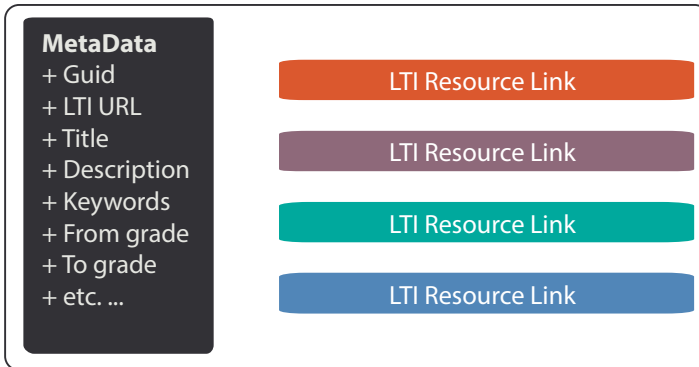 MetaData
+ Guid
+ LTI URL
+ Title
+ Description
+ Keywords
+ From grade
+ To grade
+ etc. ...
LTI Resource Link
LTI Resource Link
LTI Resource Link
LTI Resource Link